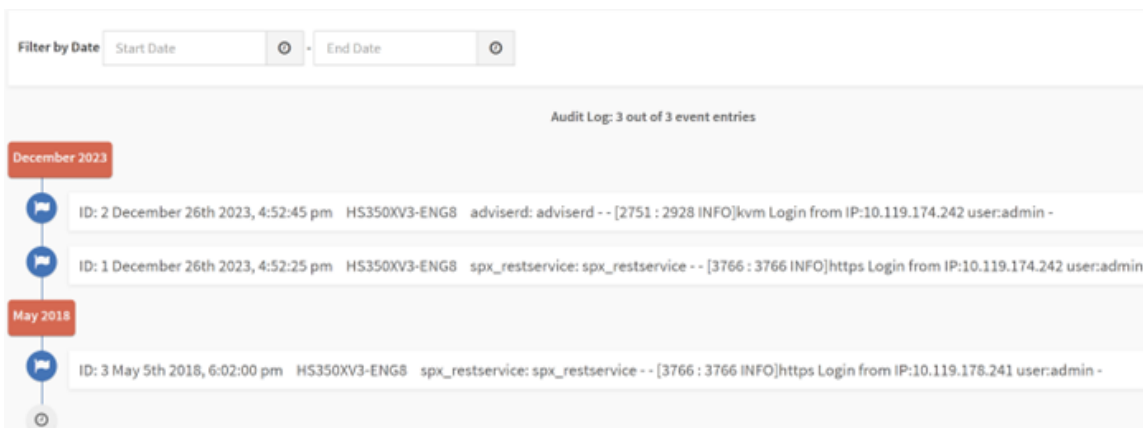 Filter by Date Start Date - End Date
Audit Log: 3 out of 3 event entries
December 2023
ID: 2 December 26th 2023, 4:52:45 pm HS350XV3-ENG8 adviserd: adviserd - - [2751 : 2928 INFO]kvm Login from IP:10.119.174.242 user:admin -
ID: 1 December 26th 2023, 4:52:25 pm HS350XV3-ENG8 spx_restservice: spx_restservice - - [3766 : 3766 INFO]https Login from IP:10.119.174.242 user:admin
May 2018
ID: 3 May 5th 2018, 6:02:00 pm HS350XV3-ENG8 spx_restservice: spx_restservice - - [3766 : 3766 INFO]https Login from IP:10.119.178.241 user:admin -